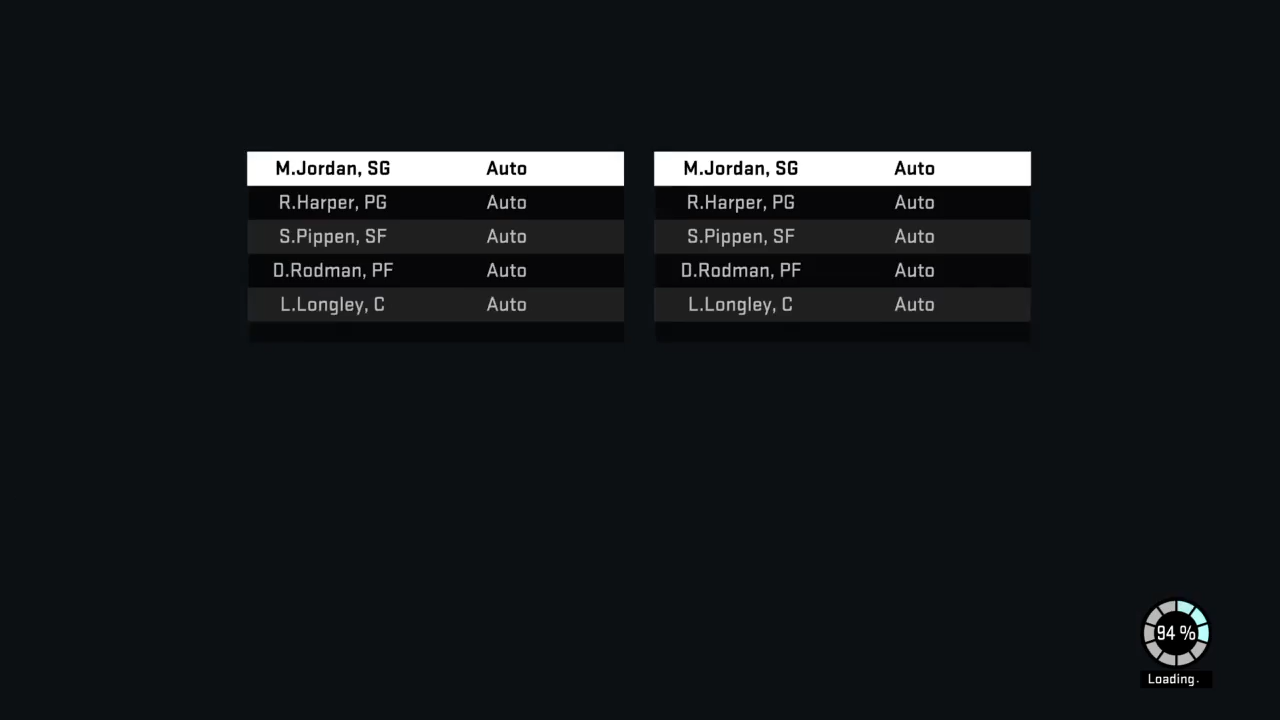 M.Jordan, SG Auto M.Jordan, SG Auto
R.Harper, PG Auto R.Harper, PG Auto
S.Pippen, SF Auto S.Pippen, SF Auto
D.Rodman, PF Auto D.Rodman, PF Auto
L.Longley, C Auto L.Longley, C Auto
94 %
Loading.